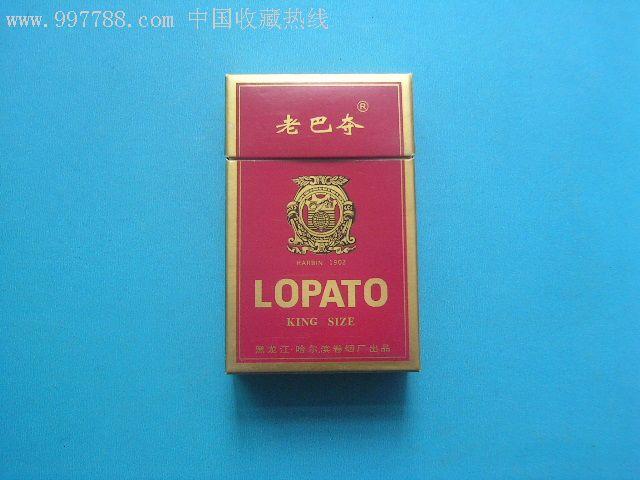 www.997788.com 中国收藏热线
老巴夺®
HARBIN 1902
LOPATO
KING SIZE
黑龙江·哈尔滨卷烟厂出品